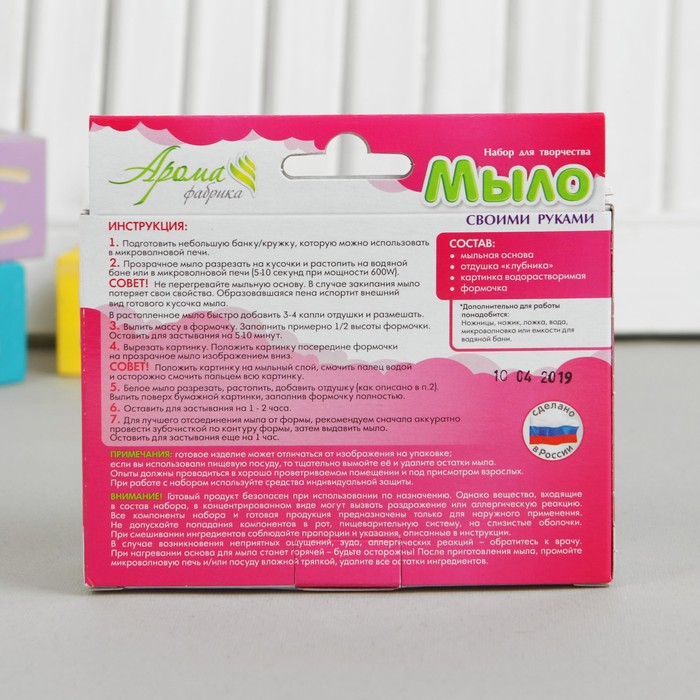 Арома
фабрика
Набор для творчества
Мыло
СВОИМИ РУКАМИ
ИНСТРУКЦИЯ:
1. Подготовить небольшую банку/кружку, которую можно использовать
в микроволновой печи.
2. Прозрачное мыло разрезать на кусочки и растопить на водяной
бане или в микроволновой печи (5-10 секунд при мощности 600W).
СОВЕТ! Не перегревайте мыльную основу. В случае закипания мыло
потеряет свои свойства. Образовавшаяся пена испортит внешний
вид готового кусочка мыла.
В растопленное мыло быстро добавить 3-4 капли отдушки и размешать.
3. Вылить массу в формочку. Заполнить примерно 1/2 высоты формочки.
Оставить для застывания на 5-10 минут.
4. Вырезать картинку. Положить картинку посередине формочки
на прозрачное мыло изображением вниз.
СОВЕТ! Положить картинку на мыльный слой, смочить палец водой
и осторожно смочить пальцем всю картинку.
5. Белое мыло разрезать, растопить, добавить отдушку (как описана в п.2).
Вылить поверх бумажной картинки, заполнив формочку полностью.
6. Оставить для застывания на 1 - 2 часа.
7. Для лучшего отсоединения мыла от формы, рекомендуем сначала аккуратно
провести зубочисткой по контуру формы, затем выдавить мыло.
Оставить для застывания еще на 1 час.
СОСТАВ:
• мыльная основа
• отдушка «клубника»
• картинка водорастворимая
• формочка
*Дополнительно для работы
понадобится:
Ножницы, ножик, ложка, вода,
микроволновка или емкости для
водяной бани.
10 04 2019
сделано
в России
ПРИМЕЧАНИЯ: готовое изделие может отличаться от изображения на упаковке;
если вы использовали пищевую посуду, то тщательно вымойте её и удалите остатки мыла.
Опыты должны проводиться в хорошо проветриваемом помещении и под присмотром взрослых.
При работе с набором используйте средства индивидуальной защиты.
ВНИМАНИЕ! Готовый продукт безопасен при использовании по назначению. Однако вещества, входящие
в состав набора, в концентрированном виде могут вызвать раздражение или аллергическую реакцию.
Все компоненты набора и готовая продукция предназначены только для наружного применения.
Не допускайте попадания компонентов в рот, пищеварительную систему, на слизистые оболочки.
При смешивании ингредиентов соблюдайте пропорции и указания, описанные в инструкции.
В случае возникновения неприятных ощущений, зуда, аллергических реакций – обратитесь к врачу.
При нагревании основа для мыла станет горячей – будьте осторожны! После приготовления мыла, промойте
микроволновую печь и/или посуду влажной тряпкой, удалите все остатки ингредиентов.